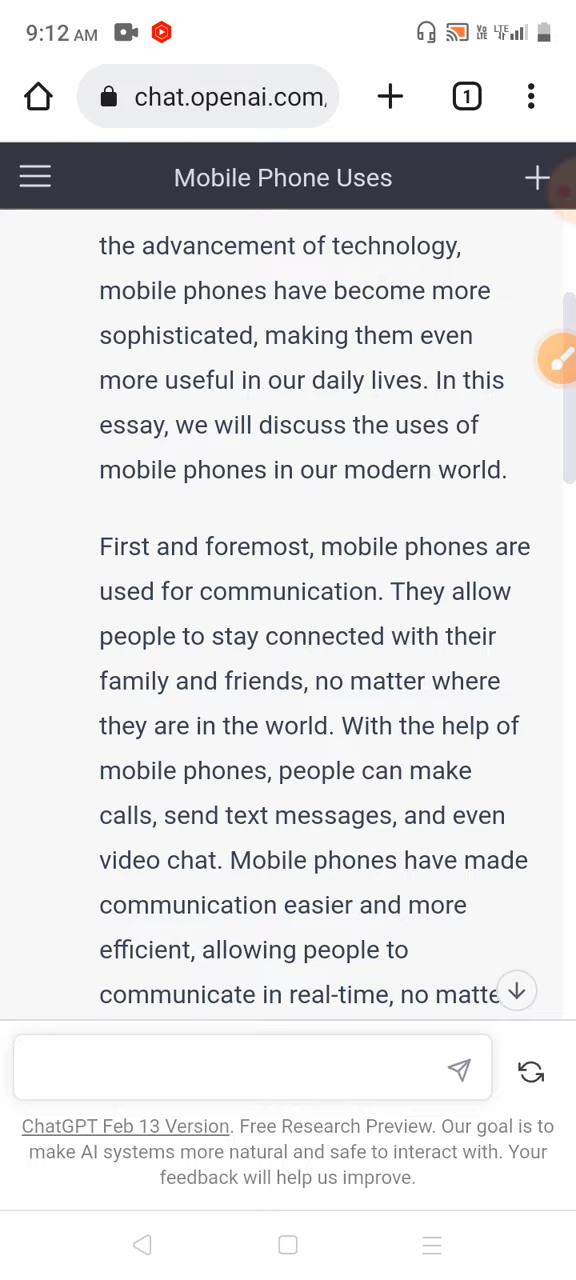 9:12 AM
Vo LTE LTE
chat.openai.com,
1
Mobile Phone Uses
the advancement of technology,
mobile phones have become more
sophisticated, making them even
more useful in our daily lives. In this
essay, we will discuss the uses of
mobile phones in our modern world.
First and foremost, mobile phones are
used for communication. They allow
people to stay connected with their
family and friends, no matter where
they are in the world. With the help of
mobile phones, people can make
calls, send text messages, and even
video chat. Mobile phones have made
communication easier and more
efficient, allowing people to
communicate in real-time, no matte
ChatGPT Feb 13 Version. Free Research Preview. Our goal is to
make AI systems more natural and safe to interact with. Your
feedback will help us improve.